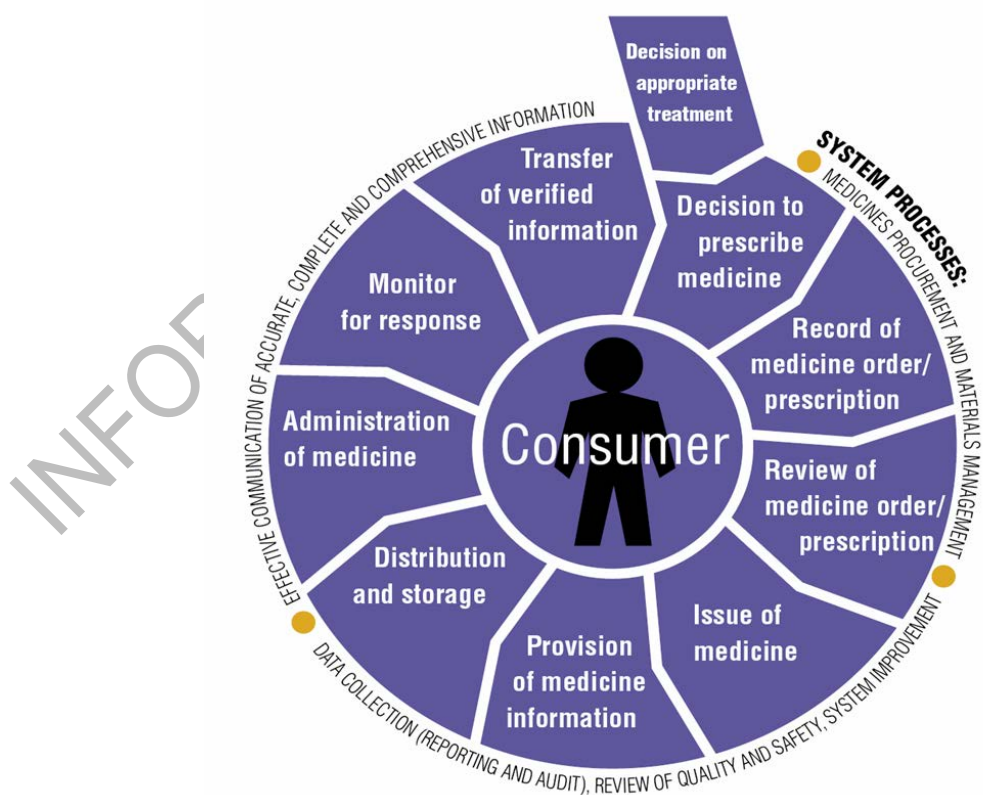 Decision on
appropriate
treatment
Decision to
prescribe
medicine
Record of
medicine order/
prescription
Review of
medicine order/
prescription
Issue of
medicine
Provision
of medicine
information
Distribution
and storage
Administration
of medicine
Monitor
for response
Transfer
of verified
information
Consumer
SYSTEM PROCESSES:
MEDICINES PROCUREMENT AND MATERIALS MANAGEMENT
DATA COLLECTION (REPORTING AND AUDIT), REVIEW OF QUALITY AND SAFETY, SYSTEM IMPROVEMENT
EFFECTIVE COMMUNICATION OF ACCURATE, COMPLETE AND COMPREHENSIVE INFORMATION